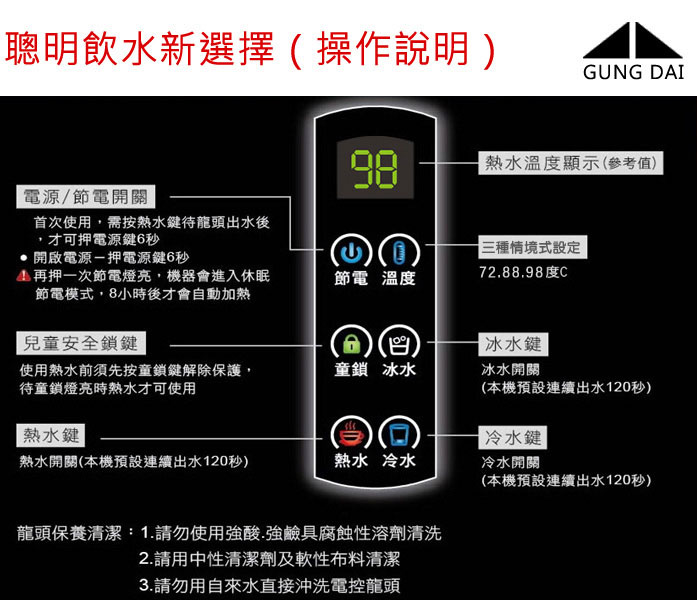 聰明飲水新選擇（操作說明）
GUNG DAI
98
熱水溫度顯示(參考值)
電源/節電開關
首次使用，需按熱水鍵待龍頭出水後
，才可押電源鍵6秒
● 開啟電源－押電源鍵6秒
再押一次節電燈亮，機器會進入休眠
節電模式，8小時後才會自動加熱
節電 溫度
三種情境式設定
72.88.98度C
兒童安全鎖鍵
使用熱水前須先按童鎖鍵解除保護，
待童鎖燈亮時熱水才可使用
童鎖 冰水
冰水鍵
冰水開關
(本機預設連續出水120秒)
熱水鍵
熱水開關(本機預設連續出水120秒)
熱水 冷水
冷水鍵
冷水開關
(本機預設連續出水120秒)
龍頭保養清潔：1.請勿使用強酸.強鹼具腐蝕性溶劑清洗
2.請用中性清潔劑及軟性布料清潔
3.請勿用自來水直接沖洗電控龍頭